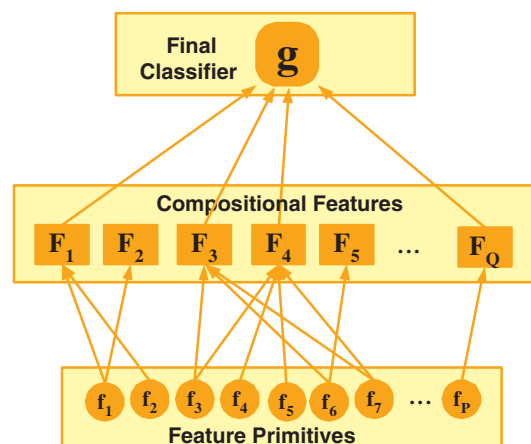 Final
Classifier
g
Compositional Features
F1 F2 F3 F4 F5 ... FQ
f1 f2 f3 f4 f5 f6 f7 ... fP
Feature Primitives